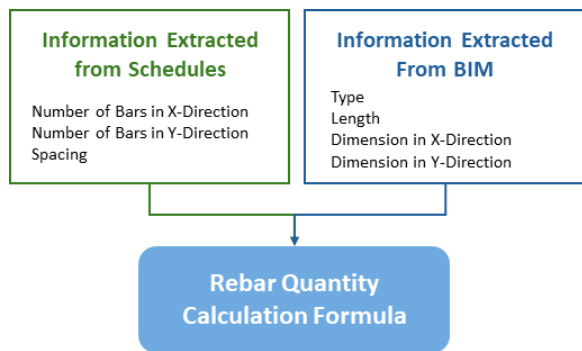 Information Extracted
from Schedules
Number of Bars in X-Direction
Number of Bars in Y-Direction
Spacing
Information Extracted
From BIM
Type
Length
Dimension in X-Direction
Dimension in Y-Direction
Rebar Quantity
Calculation Formula